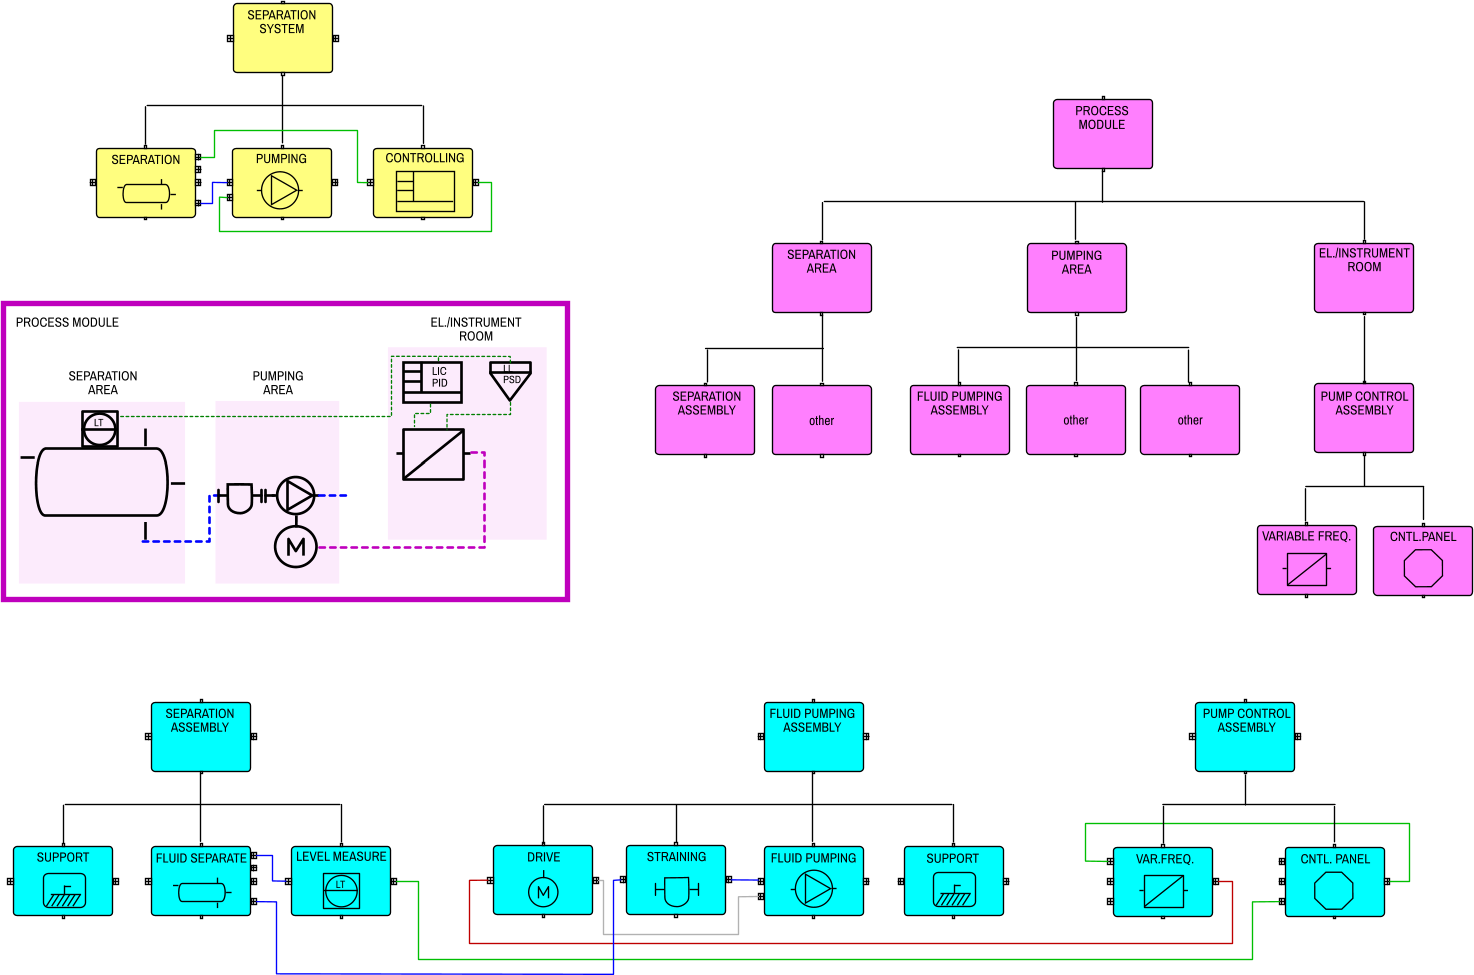 SEPARATION
SYSTEM
SEPARATION
PUMPING
CONTROLLING
PROCESS
MODULE
SEPARATION
AREA
PUMPING
AREA
EL./INSTRUMENT
ROOM
SEPARATION
ASSEMBLY
other
FLUID PUMPING
ASSEMBLY
other
other
PUMP CONTROL
ASSEMBLY
VARIABLE FREQ.
CNTL.PANEL
PROCESS MODULE
EL./INSTRUMENT
ROOM
SEPARATION
AREA
PUMPING
AREA
LIC
PID
LL
PSD
LT
M
SEPARATION
ASSEMBLY
FLUID PUMPING
ASSEMBLY
PUMP CONTROL
ASSEMBLY
SUPPORT
FLUID SEPARATE
LEVEL MEASURE
LT
DRIVE
M
STRAINING
FLUID PUMPING
SUPPORT
VAR.FREQ.
CNTL. PANEL